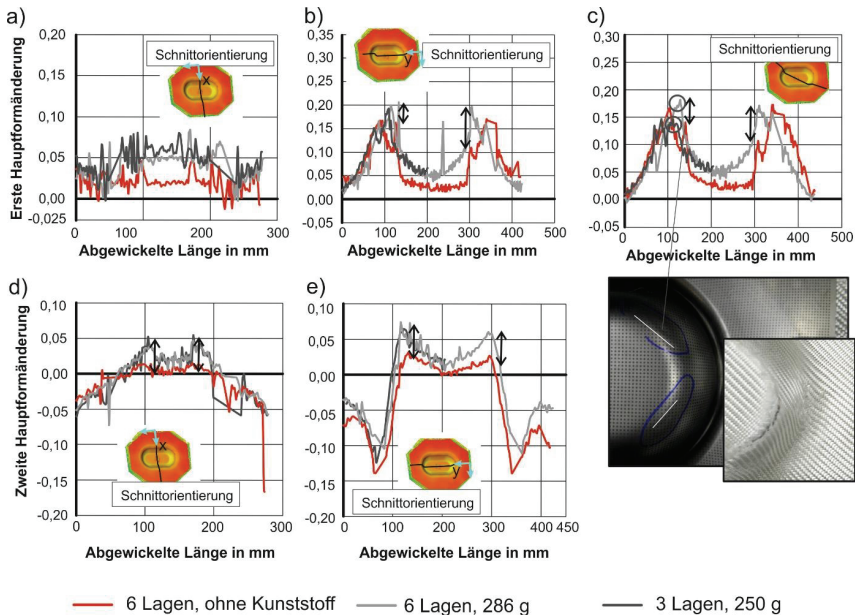 a)
Erste Hauptformänderung
0,20
0,15
0,10
0,05
0,00
-0,025
0
100
200
300
Abgewickelte Länge in mm
Schnittorientierung
x
b)
0,35
0,30
0,25
0,20
0,15
0,10
0,05
0,00
0,05
0
100
200
300
400
500
Abgewickelte Länge in mm
Schnittorientierung
y
c)
0,30
0,25
0,20
0,15
0,10
0,05
0,00
-0,05
0
100
200
300
400
500
Abgewickelte Länge in mm
Schnittorientierung
d)
Zweite Hauptformänderung
0,10
0,05
0,00
-0,05
-0,10
-0,15
-0,20
0
100
200
300
Abgewickelte Länge in mm
x
Schnittorientierung
e)
0,10
0,05
0,00
-0,05
-0,10
-0,15
-0,20
0
100
200
300
400 450
Abgewickelte Länge in mm
y
Schnittorientierung
6 Lagen, ohne Kunststoff
6 Lagen, 286 g
3 Lagen, 250 g